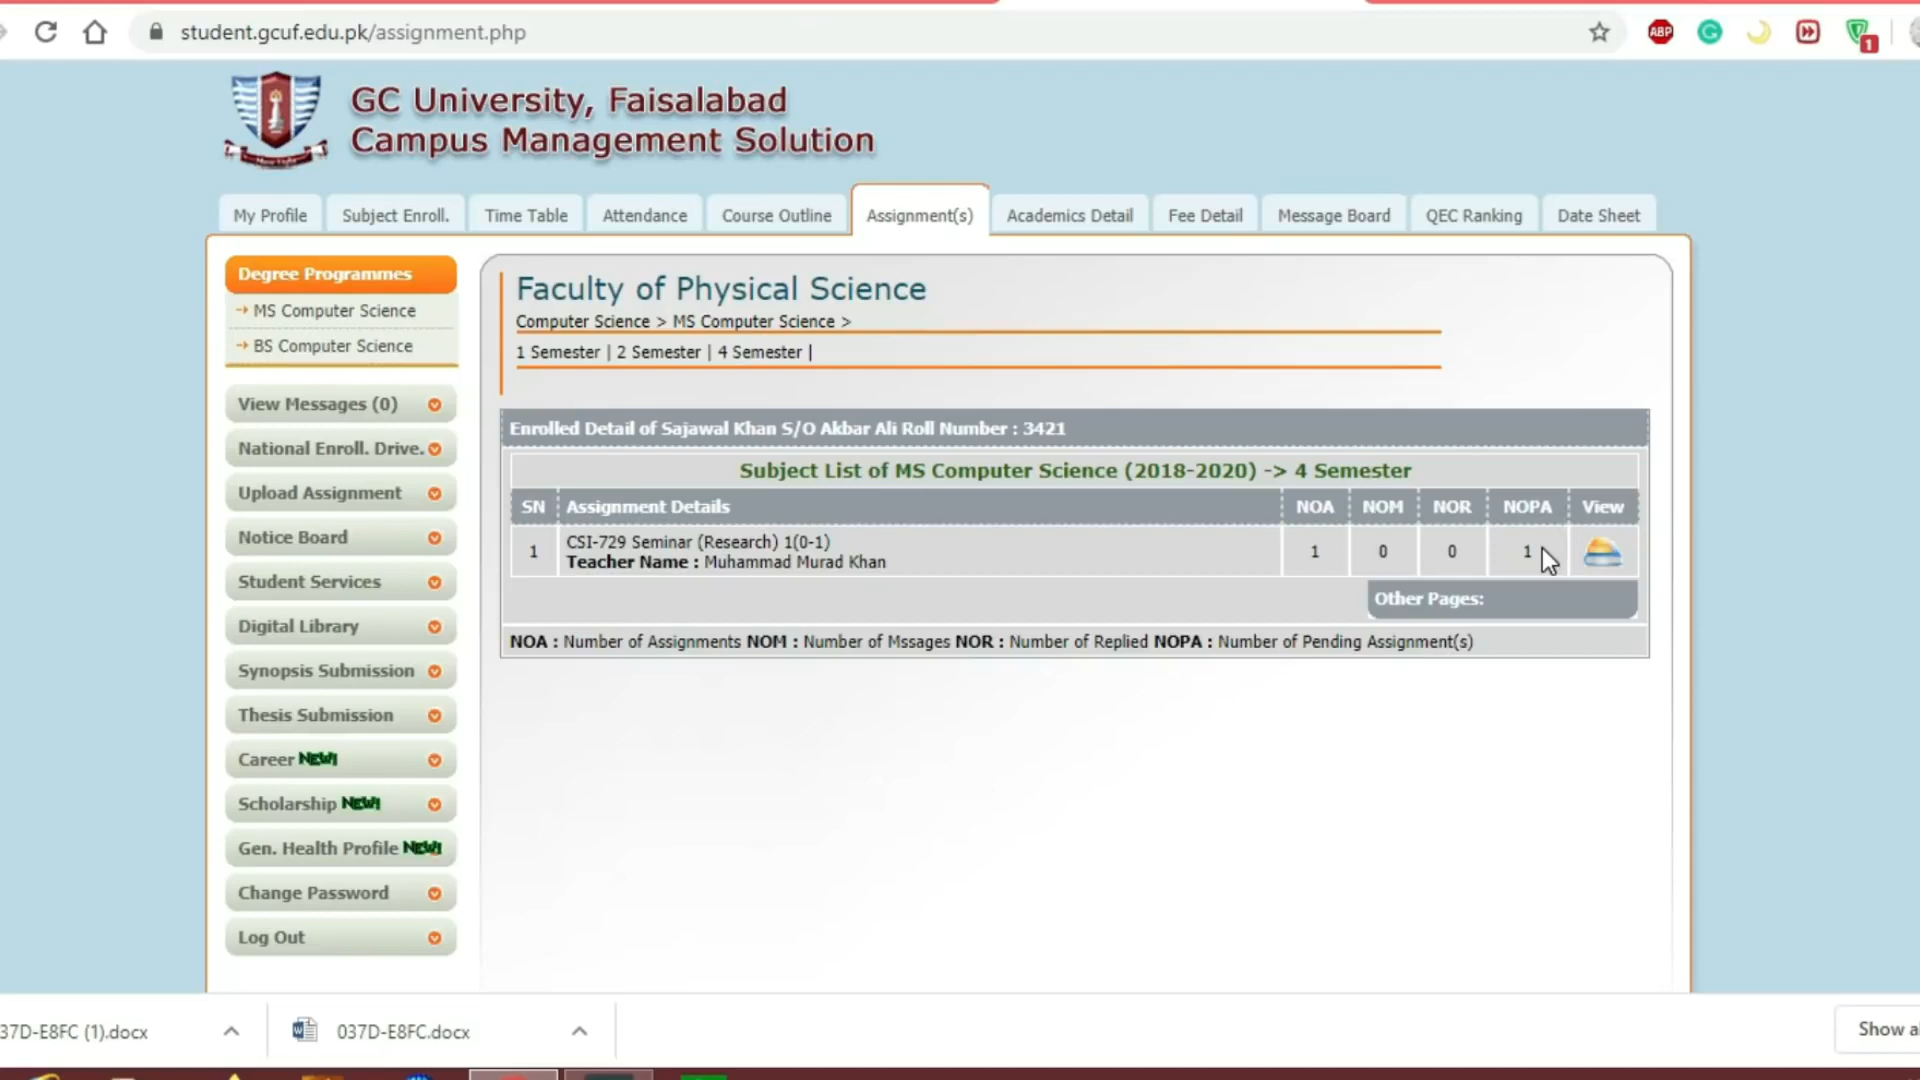 student.gcuf.edu.pk/assignment.php
ABP
1
GC University, Faisalabad
Campus Management Solution
My Profile
Subject Enroll.
Time Table
Attendance
Course Outline
Assignment(s)
Academics Detail
Fee Detail
Message Board
QEC Ranking
Date Sheet
Degree Programmes
MS Computer Science
BS Computer Science
View Messages (0)
National Enroll. Drive.
Upload Assignment
Notice Board
Student Services
Digital Library
Synopsis Submission
Thesis Submission
Career NEW!
Scholarship NEW!
Gen. Health Profile NEW!
Change Password
Log Out
Faculty of Physical Science
Computer Science > MS Computer Science >
1 Semester | 2 Semester | 4 Semester |
Enrolled Detail of Sajawal Khan S/O Akbar Ali Roll Number : 3421
Subject List of MS Computer Science (2018-2020) -> 4 Semester
SN Assignment Details NOA NOM NOR NOPA View
1 CSI-729 Seminar (Research) 1(0-1) 1 0 0 1
Teacher Name : Muhammad Murad Khan
Other Pages:
NOA : Number of Assignments NOM : Number of Mssages NOR : Number of Replied NOPA : Number of Pending Assignment(s)
37D-E8FC (1).docx
037D-E8FC.docx
Show